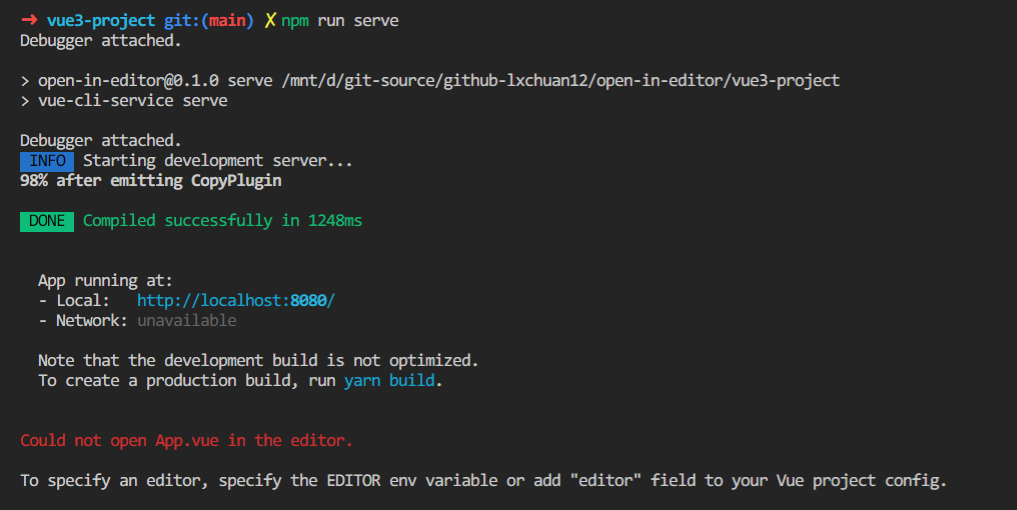 → vue3-project git:(main) ✗ npm run serve
Debugger attached.
> open-in-editor@0.1.0 serve /mnt/d/git-source/github-lxchuan12/open-in-editor/vue3-project
> vue-cli-service serve
Debugger attached.
INFO Starting development server...
98% after emitting CopyPlugin
DONE Compiled successfully in 1248ms
App running at:
- Local: http://localhost:8080/
- Network: unavailable
Note that the development build is not optimized.
To create a production build, run yarn build.
Could not open App.vue in the editor.
To specify an editor, specify the EDITOR env variable or add "editor" field to your Vue project config.